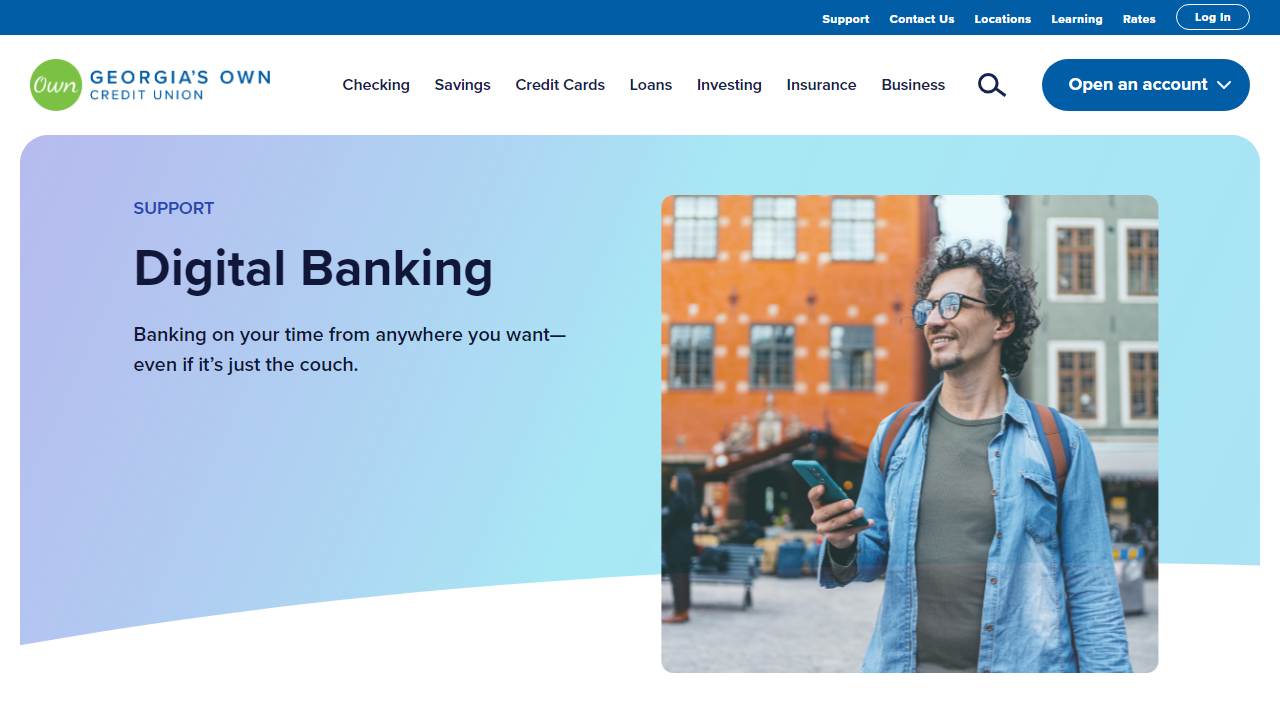 Support Contact Us Locations Learning Rates Log In
Own GEORGIA'S OWN
CREDIT UNION
Checking Savings Credit Cards Loans Investing Insurance Business Open an account
SUPPORT
Digital Banking
Banking on your time from anywhere you want—
even if it’s just the couch.